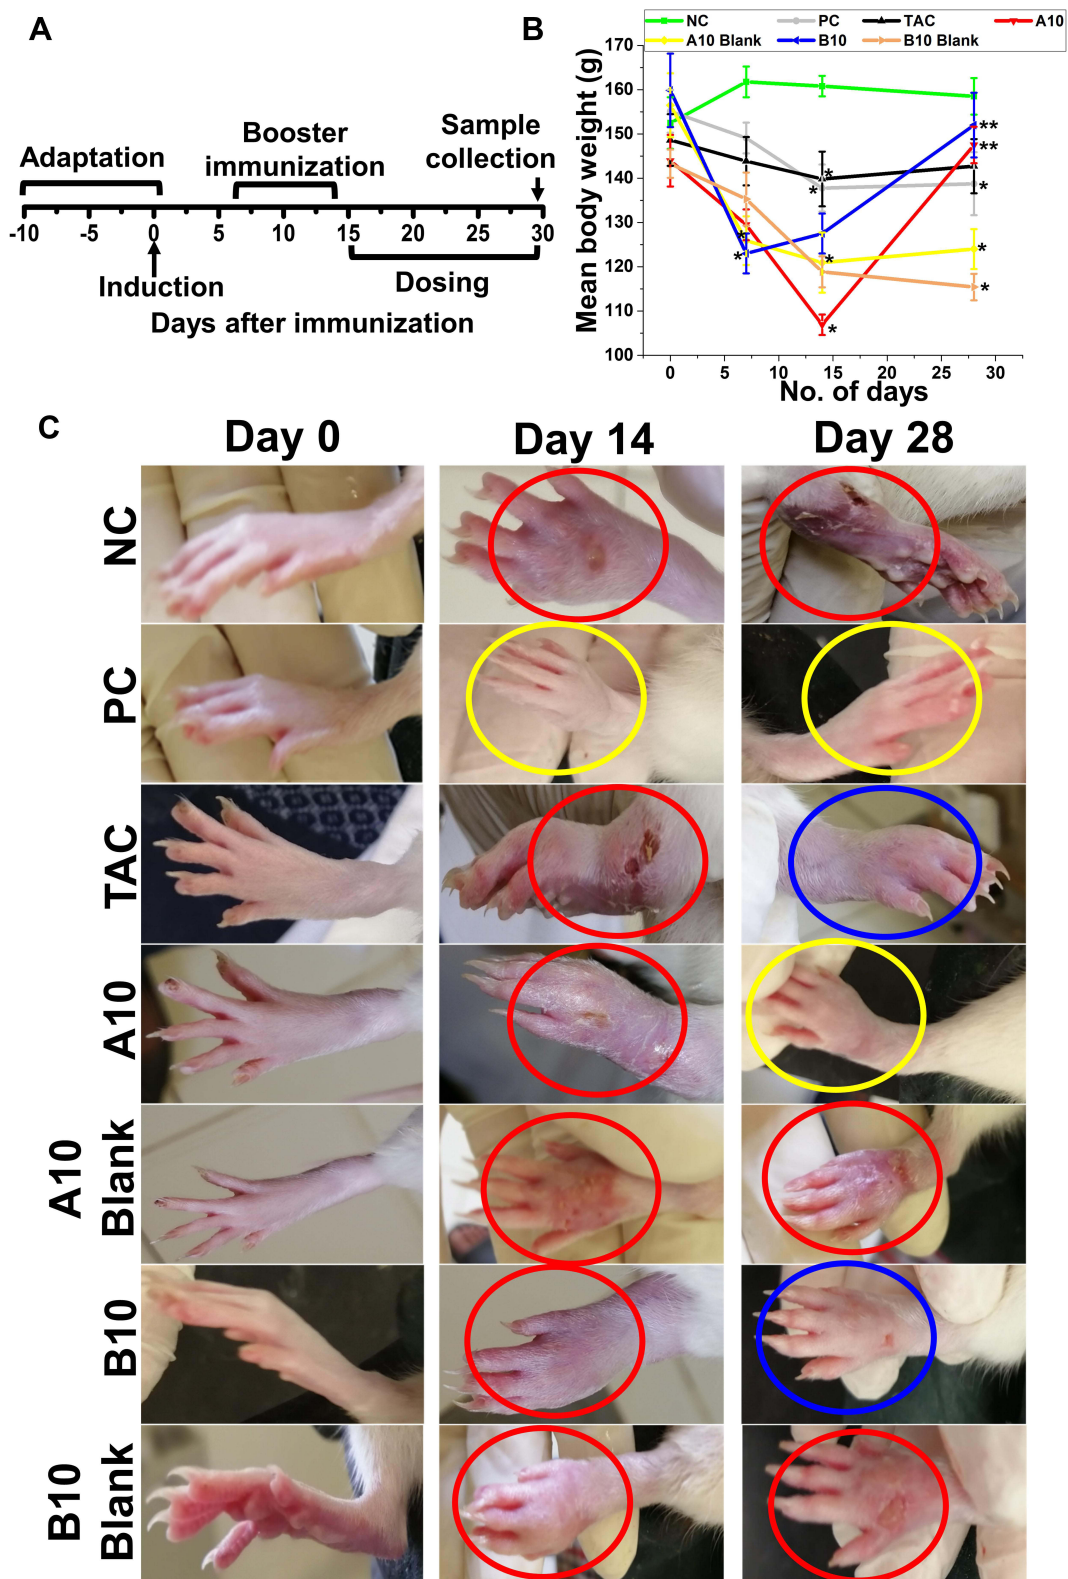 A
Adaptation
Booster
immunization
Sample
collection
-10 -5 0 5 10 15 20 25 30
Induction
Dosing
Days after immunization
B
NC PC TAC A10
A10 Blank B10 B10 Blank
Mean body weight (g)
170
160
150
140
130
120
110
100
** ** * * *
* * * * * *
0 5 10 15 20 25 30
No. of days
C
Day 0 Day 14 Day 28
NC
PC
TAC
A10
A10
Blank
B10
B10
Blank